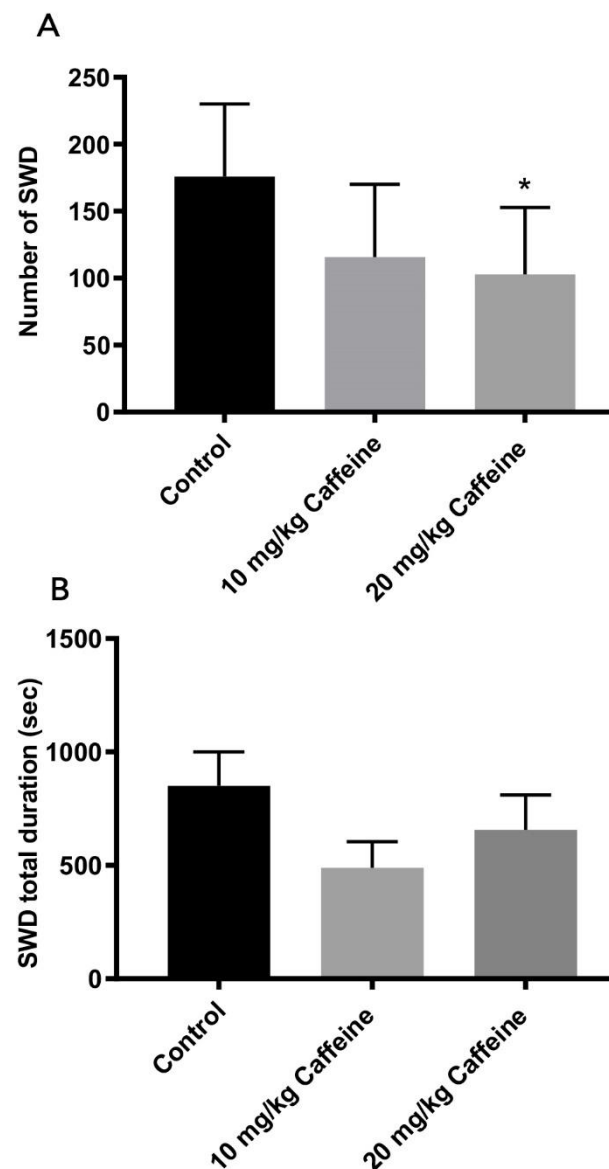 A
Number of SWD
250
200
150
100
50
0
*
Control
10 mg/kg Caffeine
20 mg/kg Caffeine
B
SWD total duration (sec)
1500
1000
500
0
Control
10 mg/kg Caffeine
20 mg/kg Caffeine